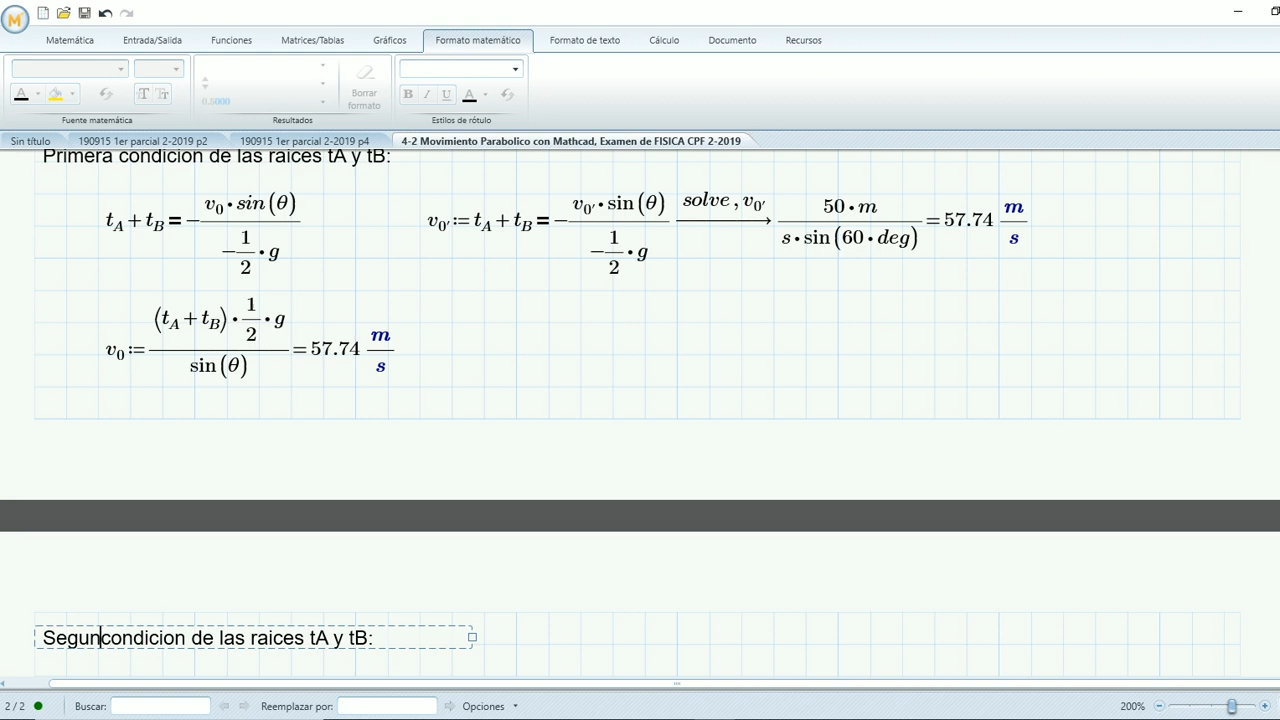 Matemática Entrada/Salida Funciones Matrices/Tablas Gráficos Formato matemático Formato de texto Cálculo Documento Recursos
Borrar
formato
0.5000
Fuente matemática Resultados Estilos de rótulo
Sin título 190915 1er parcial 2-2019 p2 190915 1er parcial 2-2019 p4 4-2 Movimiento Parabolico con Mathcad, Examen de FISICA CPF 2-2019
Primera condicion de las raices tA y tB:
t_A + t_B = -(v_0 • sin(θ))/(-1/2 • g) v_0′ := t_A + t_B = -(v_0′ • sin(θ))/(-1/2 • g) solve , v_0′ → (50 • m)/(s • sin(60 • deg)) = 57.74 m/s
v_0 := ((t_A + t_B) • 1/2 • g)/(sin(θ)) = 57.74 m/s
Seguncondicion de las raices tA y tB:
2 / 2 Buscar: Reemplazar por: Opciones 200%